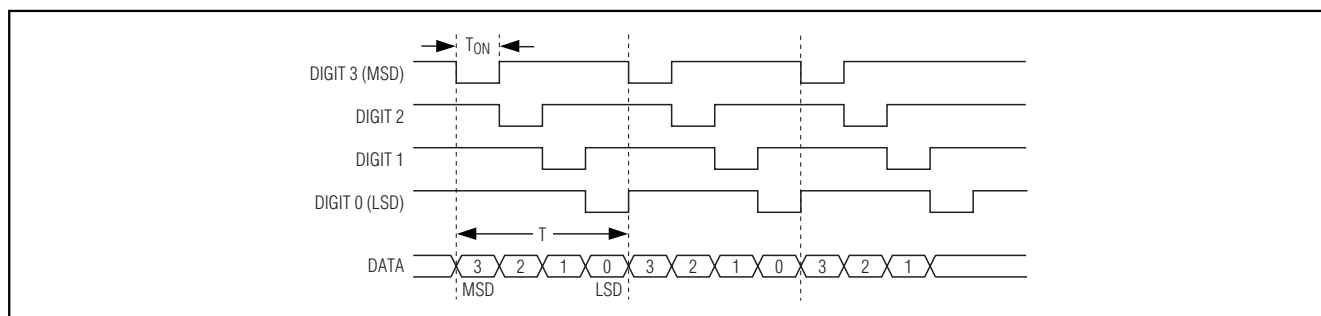 TON
DIGIT 3 (MSD)
DIGIT 2
DIGIT 1
DIGIT 0 (LSD)
T
DATA 3 2 1 0 3 2 1 0 3 2 1
MSD LSD